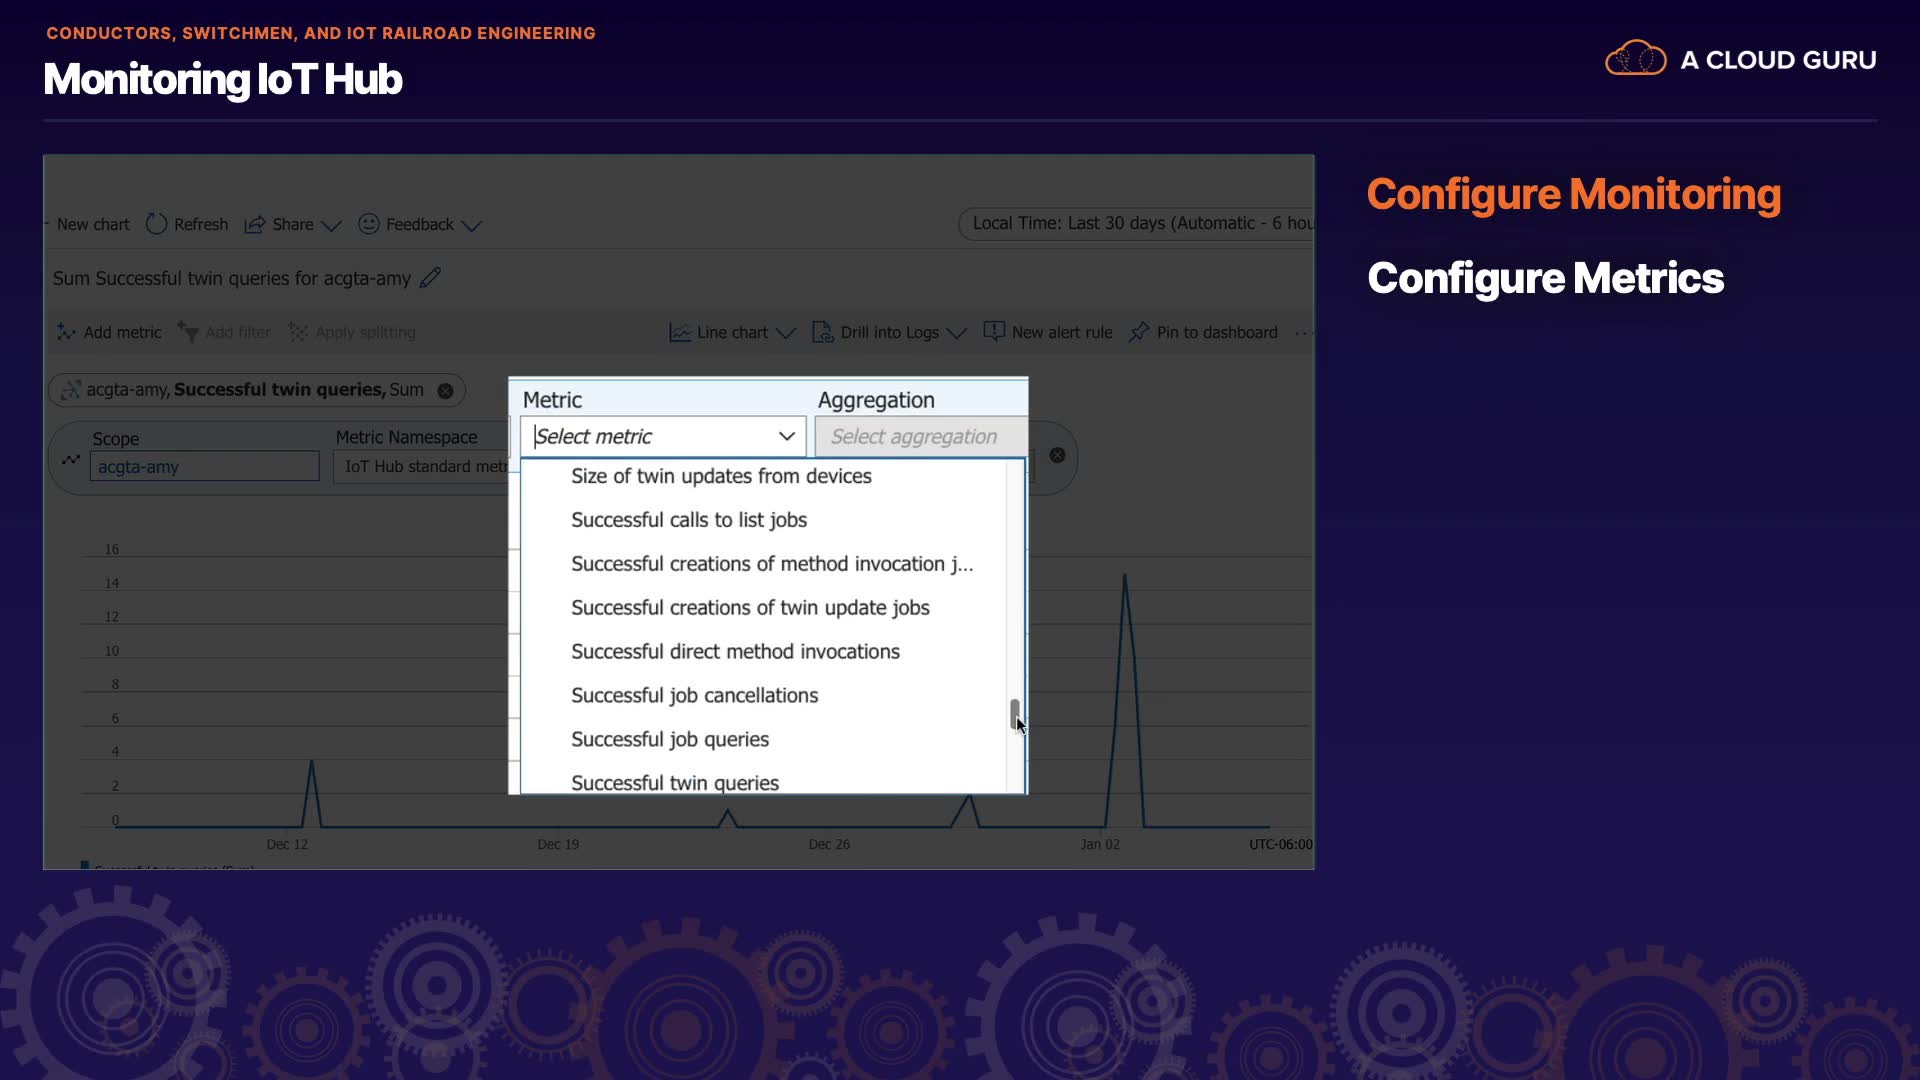 CONDUCTORS, SWITCHMEN, AND IOT RAILROAD ENGINEERING
Monitoring IoT Hub
A CLOUD GURU
Configure Monitoring
Configure Metrics
New chart Refresh Share Feedback
Local Time: Last 30 days (Automatic - 6 hou
Sum Successful twin queries for acgta-amy
Add metric Add filter Apply splitting Line chart Drill into Logs New alert rule Pin to dashboard ...
acgta-amy, Successful twin queries, Sum
Scope Metric Namespace Metric Aggregation
acgta-amy IoT Hub standard metr Select metric Select aggregation
Size of twin updates from devices
Successful calls to list jobs
Successful creations of method invocation j...
Successful creations of twin update jobs
Successful direct method invocations
Successful job cancellations
Successful job queries
Successful twin queries
16
14
12
10
8
6
4
2
0
Dec 12 Dec 19 Dec 26 Jan 02 UTC-06:00